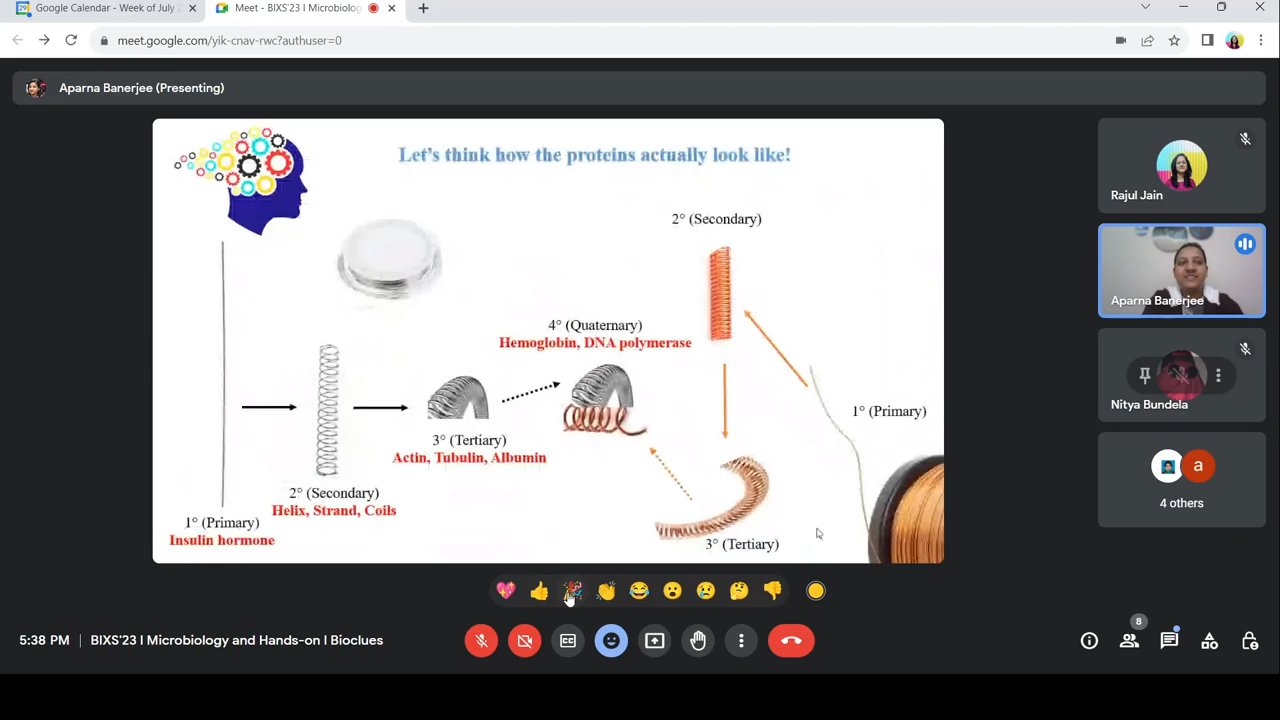 Google Calendar - Week of July
Meet - BIXS'23 I Microbiolog
meet.google.com/yik-cnav-rwc?authuser=0
Aparna Banerjee (Presenting)
Let's think how the proteins actually look like!
2° (Secondary)
4° (Quaternary)
Hemoglobin, DNA polymerase
1° (Primary)
3° (Tertiary)
Actin, Tubulin, Albumin
2° (Secondary)
Helix, Strand, Coils
1° (Primary)
Insulin hormone
3° (Tertiary)
Rajul Jain
Aparna Banerjee
Nitya Bundela
a
4 others
5:38 PM | BIXS'23 I Microbiology and Hands-on I Bioclues
8